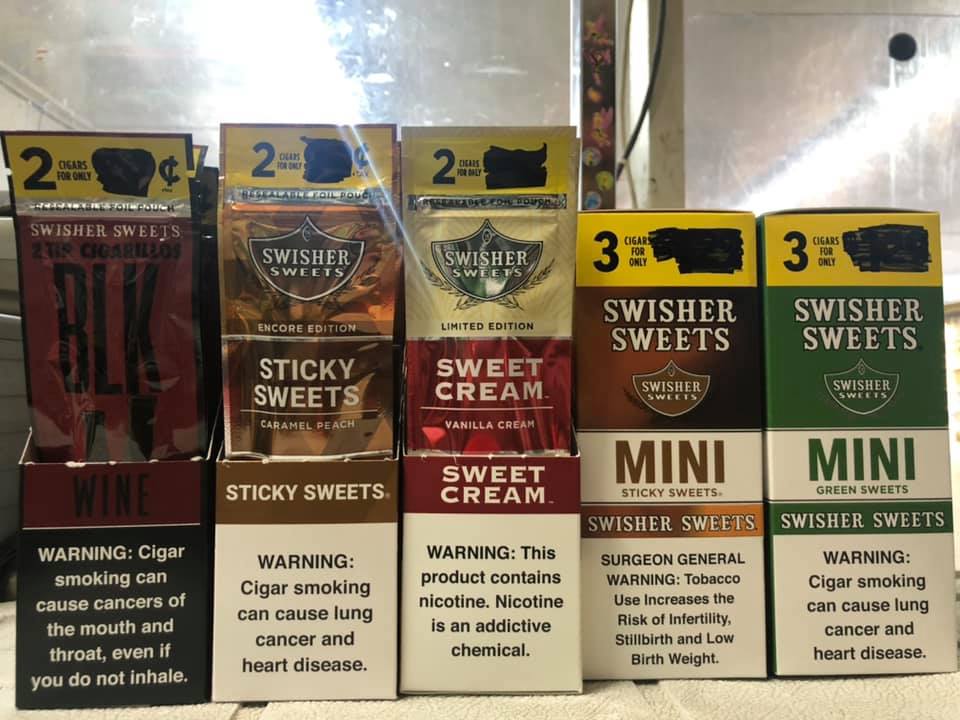 2 CIGARS
FOR ONLY ¢
RESEALABLE FOIL POUCH
SWISHER SWEETS
2 TIP CIGARILLOS
BLK
WINE
WARNING: Cigar
smoking can
cause cancers of
the mouth and
throat, even if
you do not inhale.
2 CIGARS
FOR ONLY ¢
RESEALABLE FOIL POUCH
SWISHER
SWEETS
ENCORE EDITION
STICKY
SWEETS
CARAMEL PEACH
STICKY SWEETS®
WARNING:
Cigar smoking
can cause lung
cancer and
heart disease.
2 CIGARS
FOR ONLY
RESEALABLE FOIL POUCH
SWISHER
SWEETS
LIMITED EDITION
SWEET
CREAM™
VANILLA CREAM
SWEET
CREAM™
WARNING: This
product contains
nicotine. Nicotine
is an addictive
chemical.
3 CIGARS
FOR
ONLY
SWISHER
SWEETS
SWISHER
SWEETS
MINI
STICKY SWEETS®
SWISHER SWEETS
SURGEON GENERAL
WARNING: Tobacco
Use Increases the
Risk of Infertility,
Stillbirth and Low
Birth Weight.
3 CIGARS
FOR
ONLY
SWISHER
SWEETS
SWISHER
SWEETS
MINI
GREEN SWEETS
SWISHER SWEETS
WARNING:
Cigar smoking
can cause lung
cancer and
heart disease.